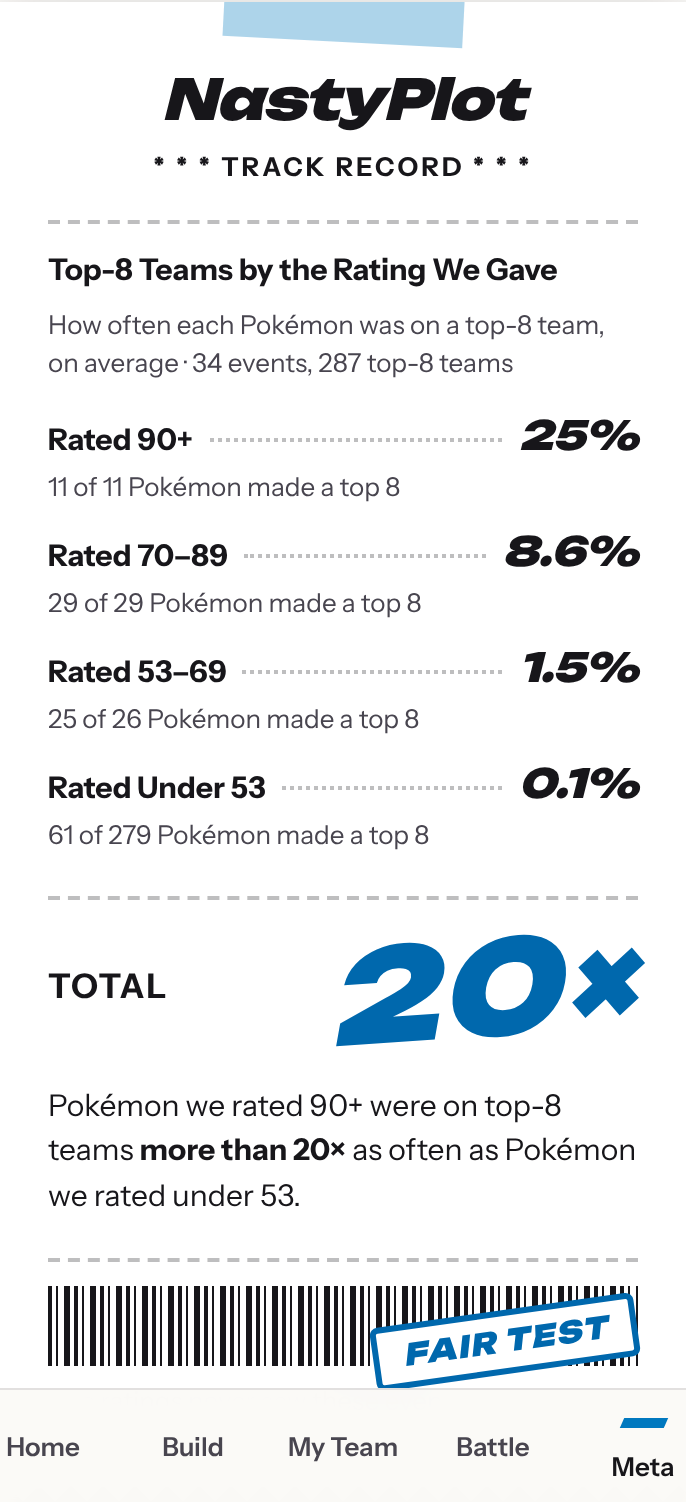 NastyPlot
* * * TRACK RECORD * * *
Top-8 Teams by the Rating We Gave
How often each Pokémon was on a top-8 team,
on average · 34 events, 287 top-8 teams
Rated 90+ 25%
11 of 11 Pokémon made a top 8
Rated 70–89 8.6%
29 of 29 Pokémon made a top 8
Rated 53–69 1.5%
25 of 26 Pokémon made a top 8
Rated Under 53 0.1%
61 of 279 Pokémon made a top 8
TOTAL 20×
Pokémon we rated 90+ were on top-8
teams more than 20× as often as Pokémon
we rated under 53.
FAIR TEST
Home Build My Team Battle Meta